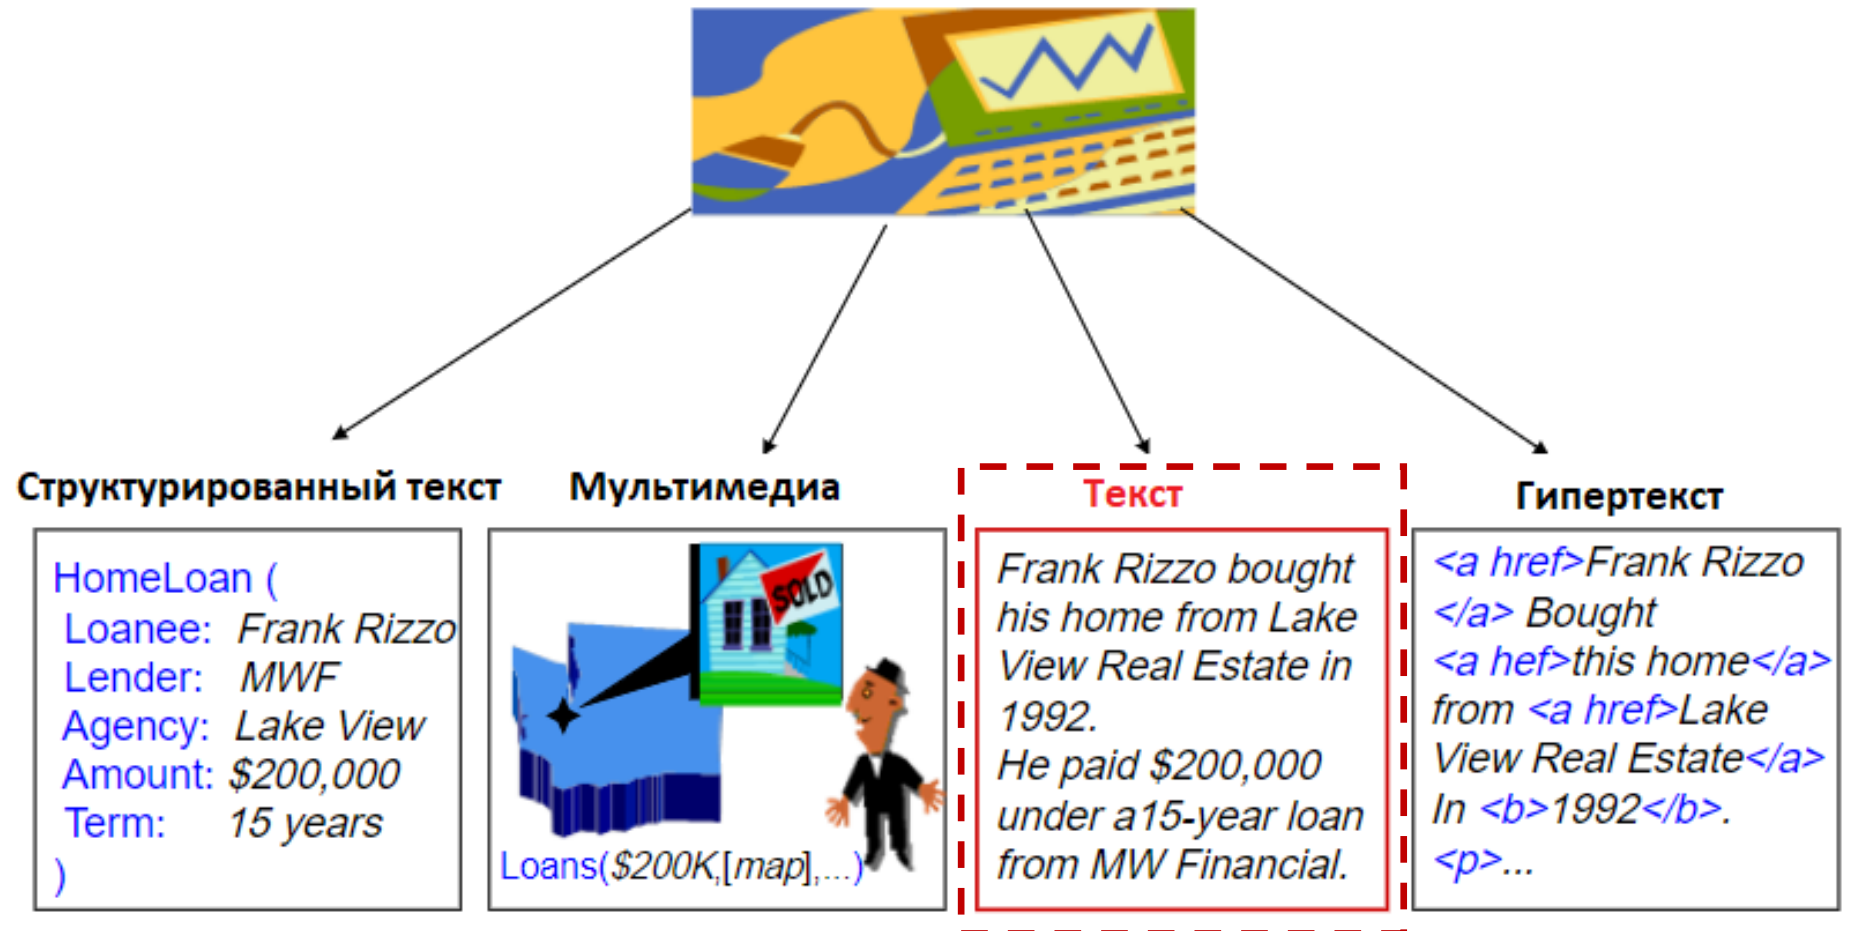 Структурированный текст
HomeLoan (
Loanee: Frank Rizzo
Lender: MWF
Agency: Lake View
Amount: $200,000
Term: 15 years
)
Мультимедиа
SOLD
Loans($200K,[map],...)
Текст
Frank Rizzo bought
his home from Lake
View Real Estate in
1992.
He paid $200,000
under a15-year loan
from MW Financial.
Гипертекст
<a href>Frank Rizzo
</a> Bought
<a hef>this home</a>
from <a href>Lake
View Real Estate</a>
In <b>1992</b>.
<p>...